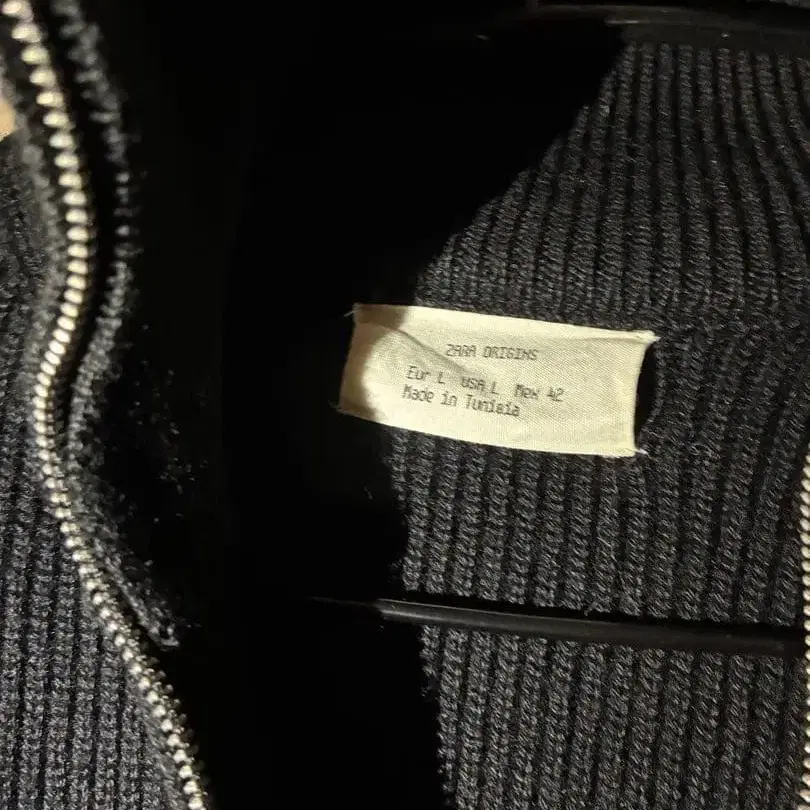 ZARA ORIGINS
Eur L USA L Mex 42
Made in Tunisia